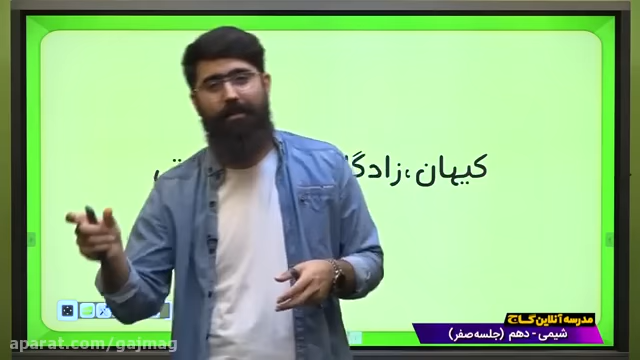 کیهان، زادگا
مدرسه آنلاین گاج
شیمی - دهم (جلسه صفر)
aparat.com/gajmag